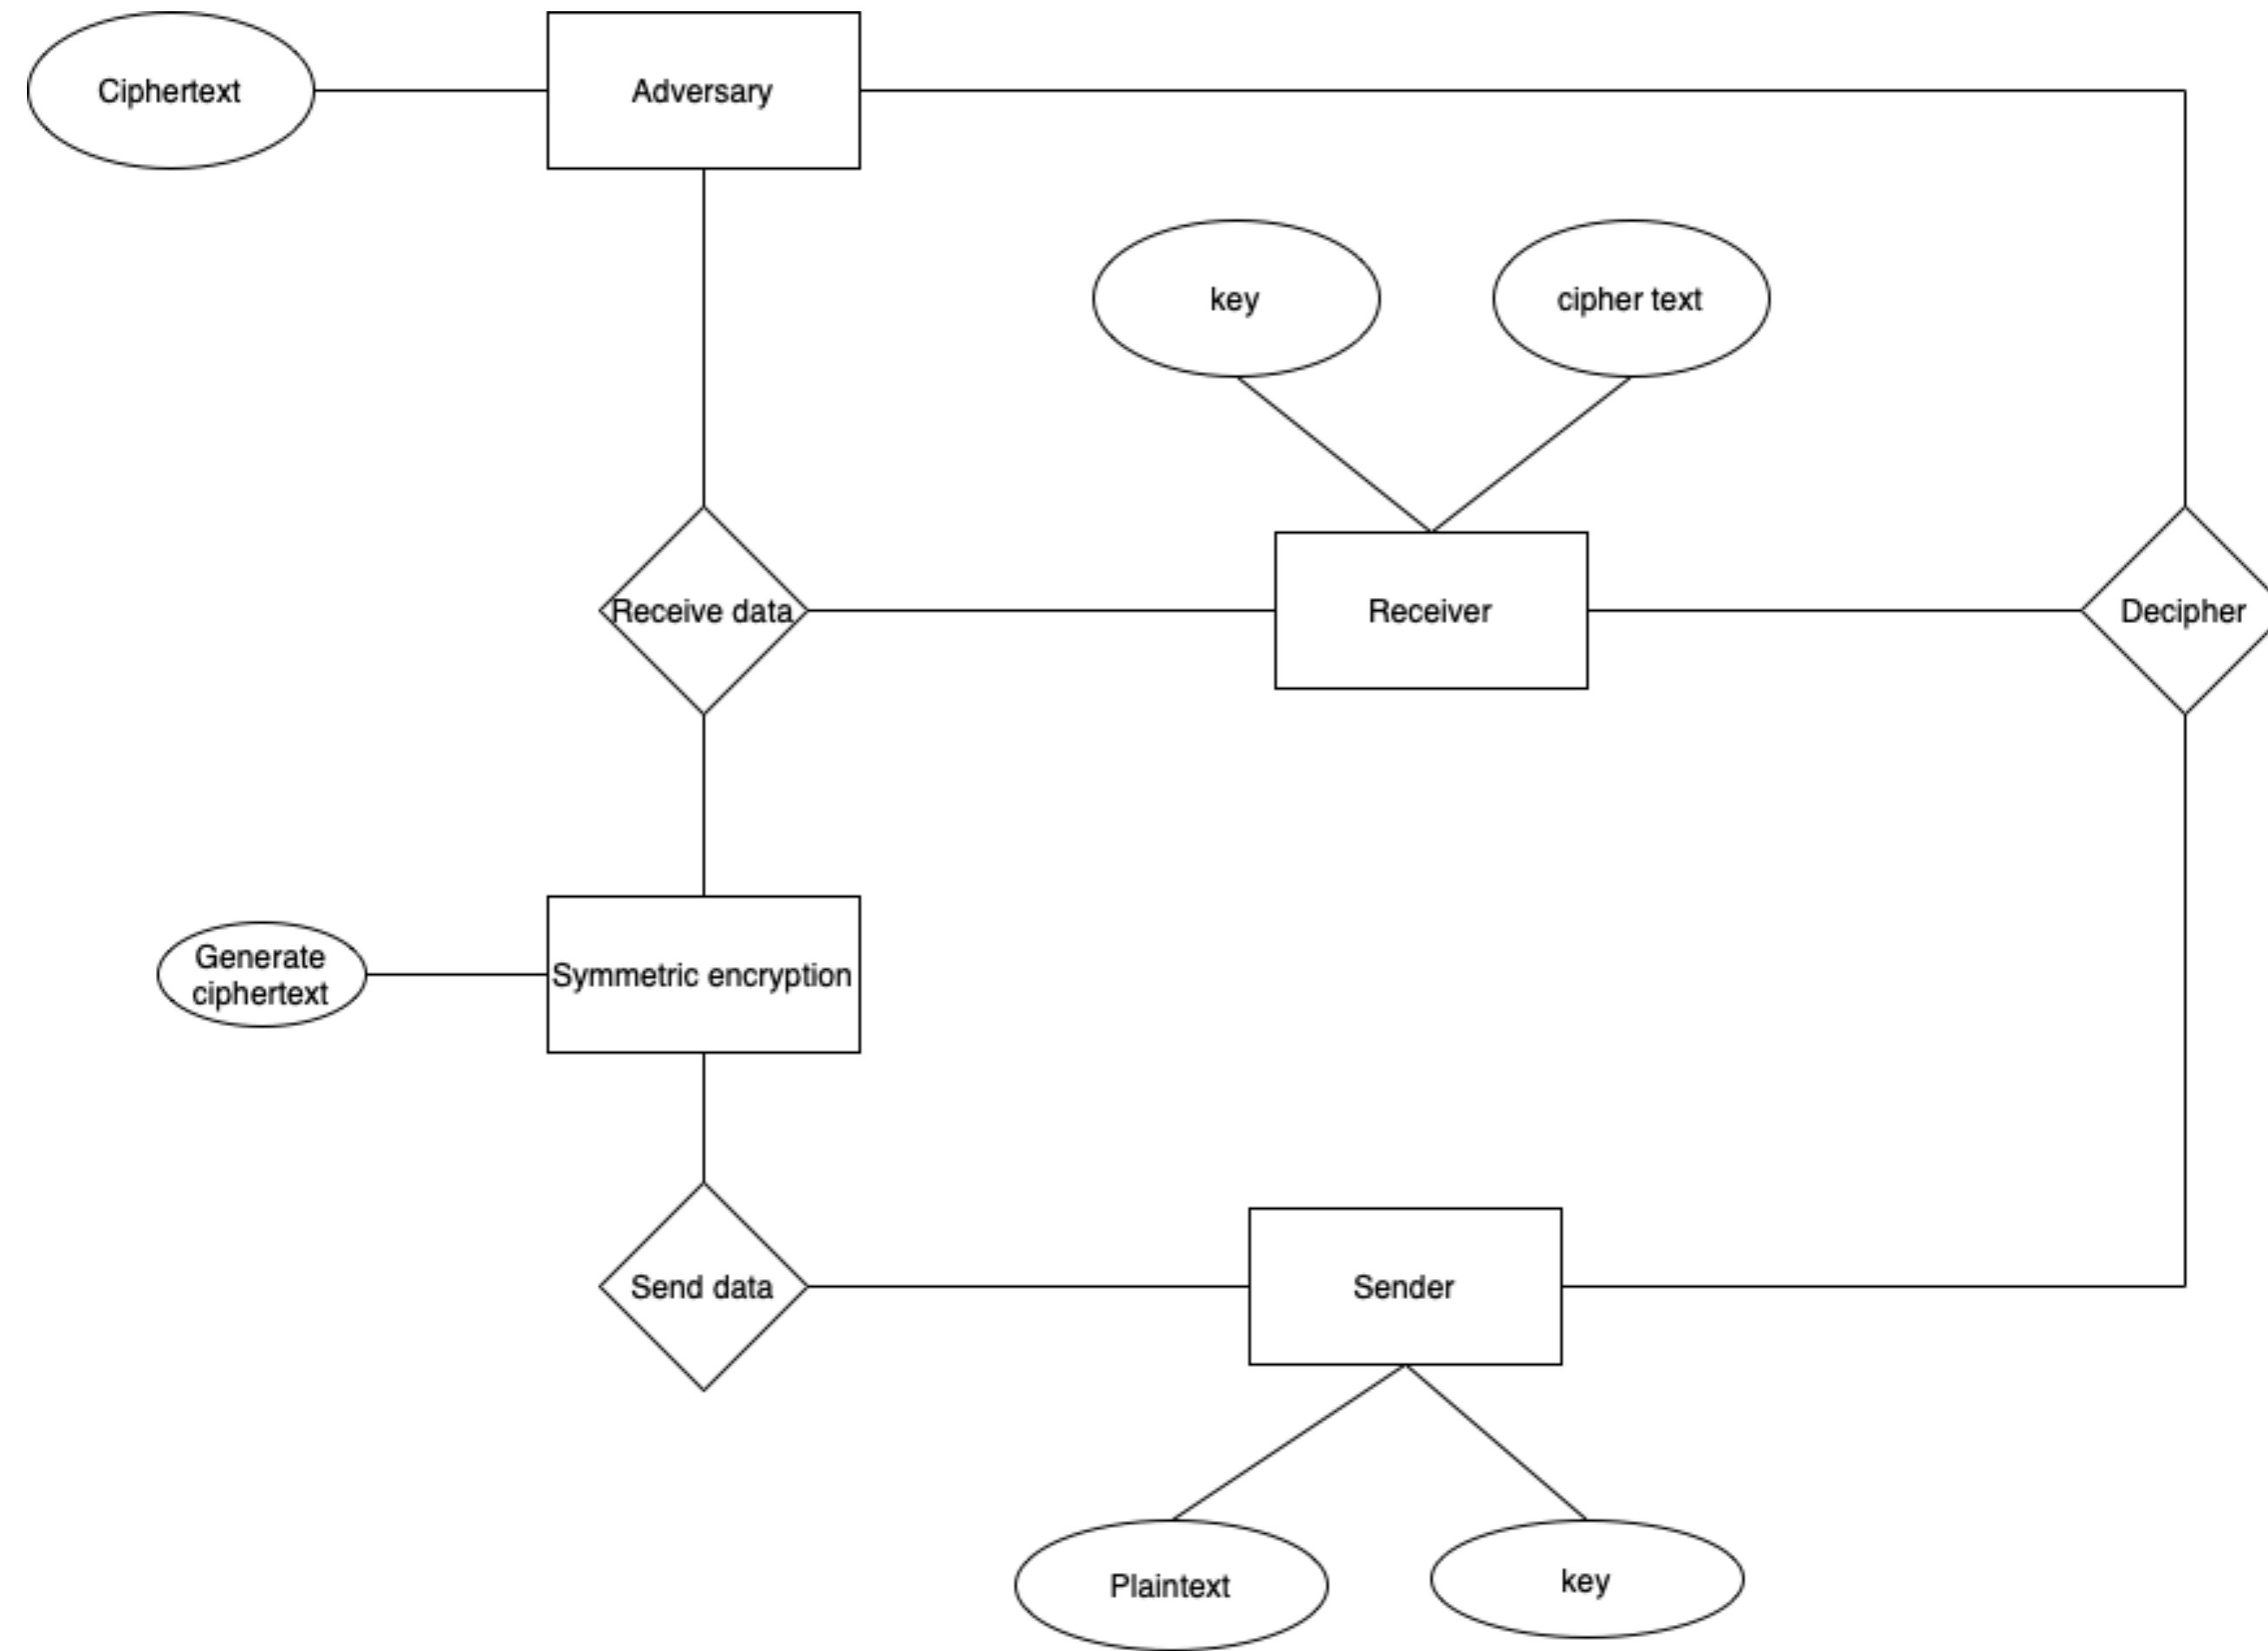 Ciphertext
Adversary
key
cipher text
Receive data
Receiver
Decipher
Generate
ciphertext
Symmetric encryption
Send data
Sender
Plaintext
key